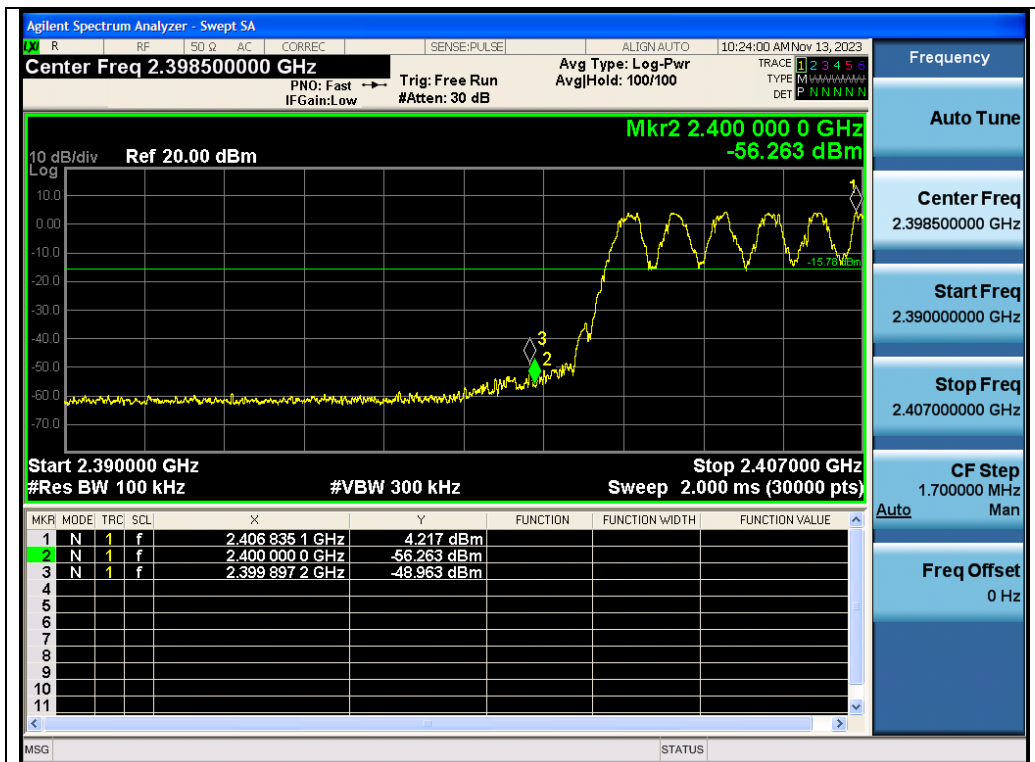 Agilent Spectrum Analyzer - Swept SA
LXI R RF 50 Ω AC CORREC SENSE:PULSE ALIGN AUTO 10:24:00 AM Nov 13, 2023
Center Freq 2.398500000 GHz
PNO: Fast
IFGain:Low
Trig: Free Run
#Atten: 30 dB
Avg Type: Log-Pwr
Avg|Hold: 100/100
TRACE 1 2 3 4 5 6
TYPE M
DET P N N N N N
Mkr2 2.400 000 0 GHz
-56.263 dBm
10 dB/div Ref 20.00 dBm
Log
10.0
0.00
-10.0
-20.0
-30.0
-40.0
-50.0
-60.0
-70.0
1
-15.78 dBm
3
2
Start 2.390000 GHz Stop 2.407000 GHz
#Res BW 100 kHz #VBW 300 kHz Sweep 2.000 ms (30000 pts)
MKR MODE TRC SCL X Y FUNCTION FUNCTION WIDTH FUNCTION VALUE
1 N 1 f 2.406 835 1 GHz 4.217 dBm
2 N 1 f 2.400 000 0 GHz -56.263 dBm
3 N 1 f 2.399 897 2 GHz -48.963 dBm
4
5
6
7
8
9
10
11
MSG STATUS
Frequency
Auto Tune
Center Freq
2.398500000 GHz
Start Freq
2.390000000 GHz
Stop Freq
2.407000000 GHz
CF Step
1.700000 MHz
Auto Man
Freq Offset
0 Hz